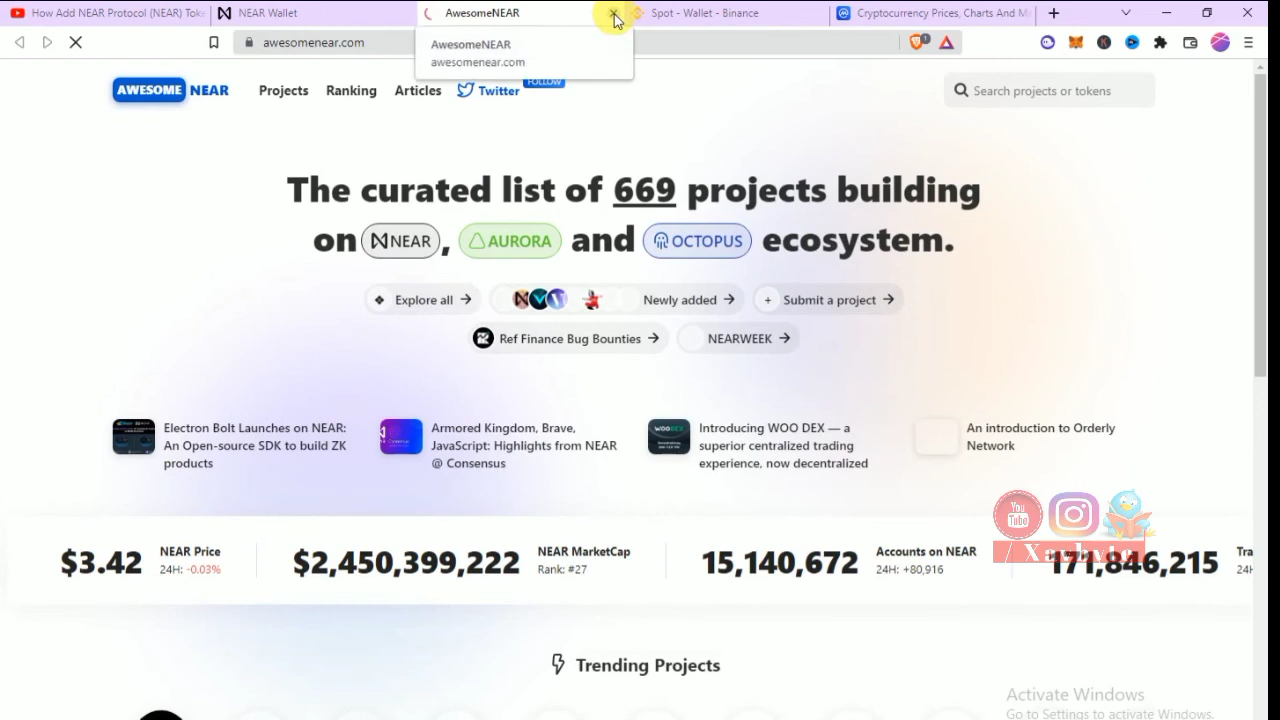 How Add NEAR Protocol (NEAR) Tok
NEAR Wallet
AwesomeNEAR
Spot - Wallet - Binance
Cryptocurrency Prices, Charts And M
awesomenear.com
1
AwesomeNEAR
awesomenear.com
AWESOME NEAR
Projects
Ranking
Articles
Twitter
FOLLOW
Search projects or tokens
The curated list of 669 projects building
on NEAR, AURORA and OCTOPUS ecosystem.
Explore all →
Newly added →
+ Submit a project →
Ref Finance Bug Bounties →
NEARWEEK →
Electron Bolt Launches on NEAR:
An Open-source SDK to build ZK
products
Armored Kingdom, Brave,
JavaScript: Highlights from NEAR
@ Consensus
Introducing WOO DEX — a
superior centralized trading
experience, now decentralized
An introduction to Orderly
Network
You
Tube
$3.42
NEAR Price
24H: -0.03%
$2,450,399,222
NEAR MarketCap
Rank: #27
15,140,672
Accounts on NEAR
24H: +80,916
171,846,215
Tra
24H
Trending Projects
Activate Windows
Go to Settings to activate Windows.